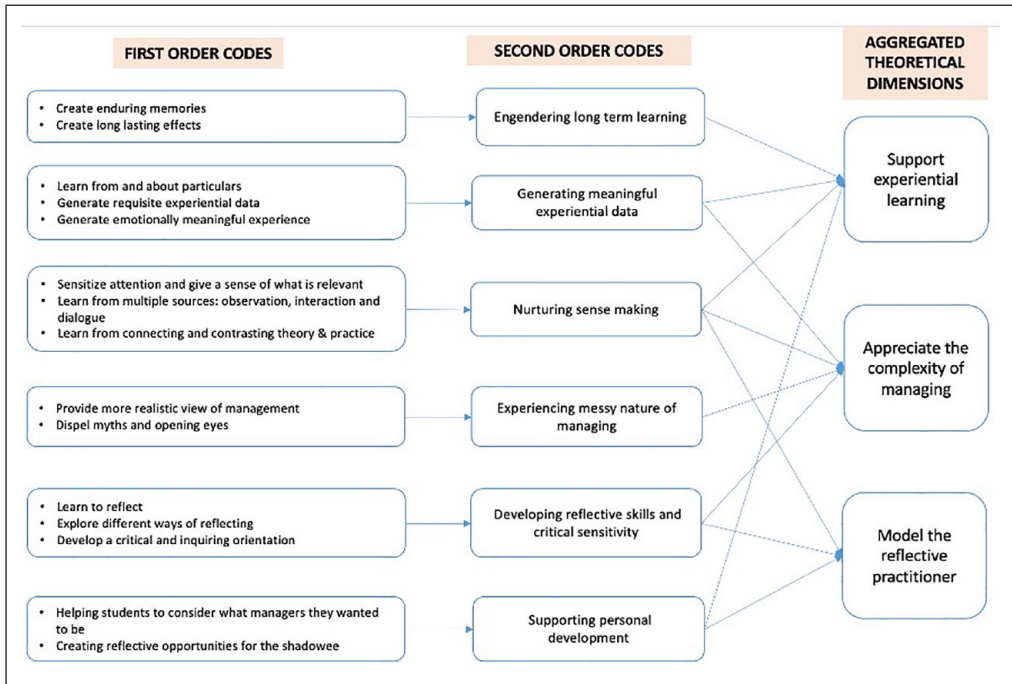 FIRST ORDER CODES
SECOND ORDER CODES
AGGREGATED
THEORETICAL
DIMENSIONS
• Create enduring memories
• Create long lasting effects
Engendering long term learning
• Learn from and about particulars
• Generate requisite experiential data
• Generate emotionally meaningful experience
Generating meaningful
experiential data
Support
experiential
learning
• Sensitize attention and give a sense of what is relevant
• Learn from multiple sources: observation, interaction and
dialogue
• Learn from connecting and contrasting theory & practice
Nurturing sense making
Appreciate the
complexity of
managing
• Provide more realistic view of management
• Dispel myths and opening eyes
Experiencing messy nature of
managing
• Learn to reflect
• Explore different ways of reflecting
• Develop a critical and inquiring orientation
Developing reflective skills and
critical sensitivity
Model the
reflective
practitioner
• Helping students to consider what managers they wanted
to be
• Creating reflective opportunities for the shadowee
Supporting personal
development